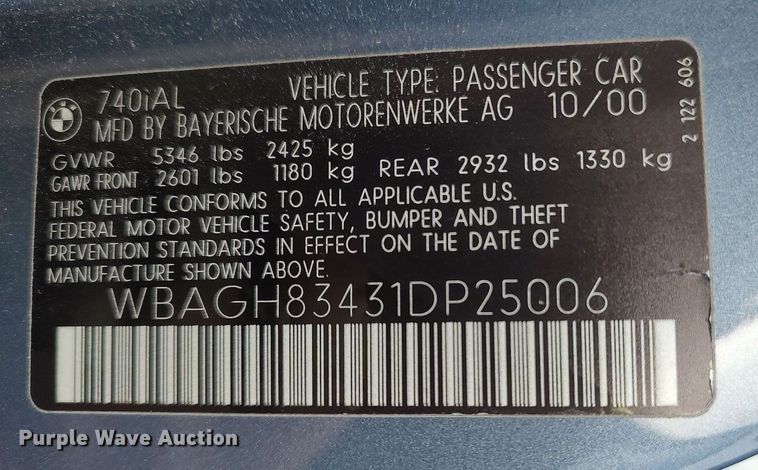 740iAL VEHICLE TYPE: PASSENGER CAR
MFD BY BAYERISCHE MOTORENWERKE AG 10/00
GVWR 5346 lbs 2425 kg
GAWR FRONT 2601 lbs 1180 kg REAR 2932 lbs 1330 kg
THIS VEHICLE CONFORMS TO ALL APPLICABLE U.S.
FEDERAL MOTOR VEHICLE SAFETY, BUMPER AND THEFT
PREVENTION STANDARDS IN EFFECT ON THE DATE OF
MANUFACTURE SHOWN ABOVE.
WBAGH83431DP25006
2 122 606
Purple Wave Auction